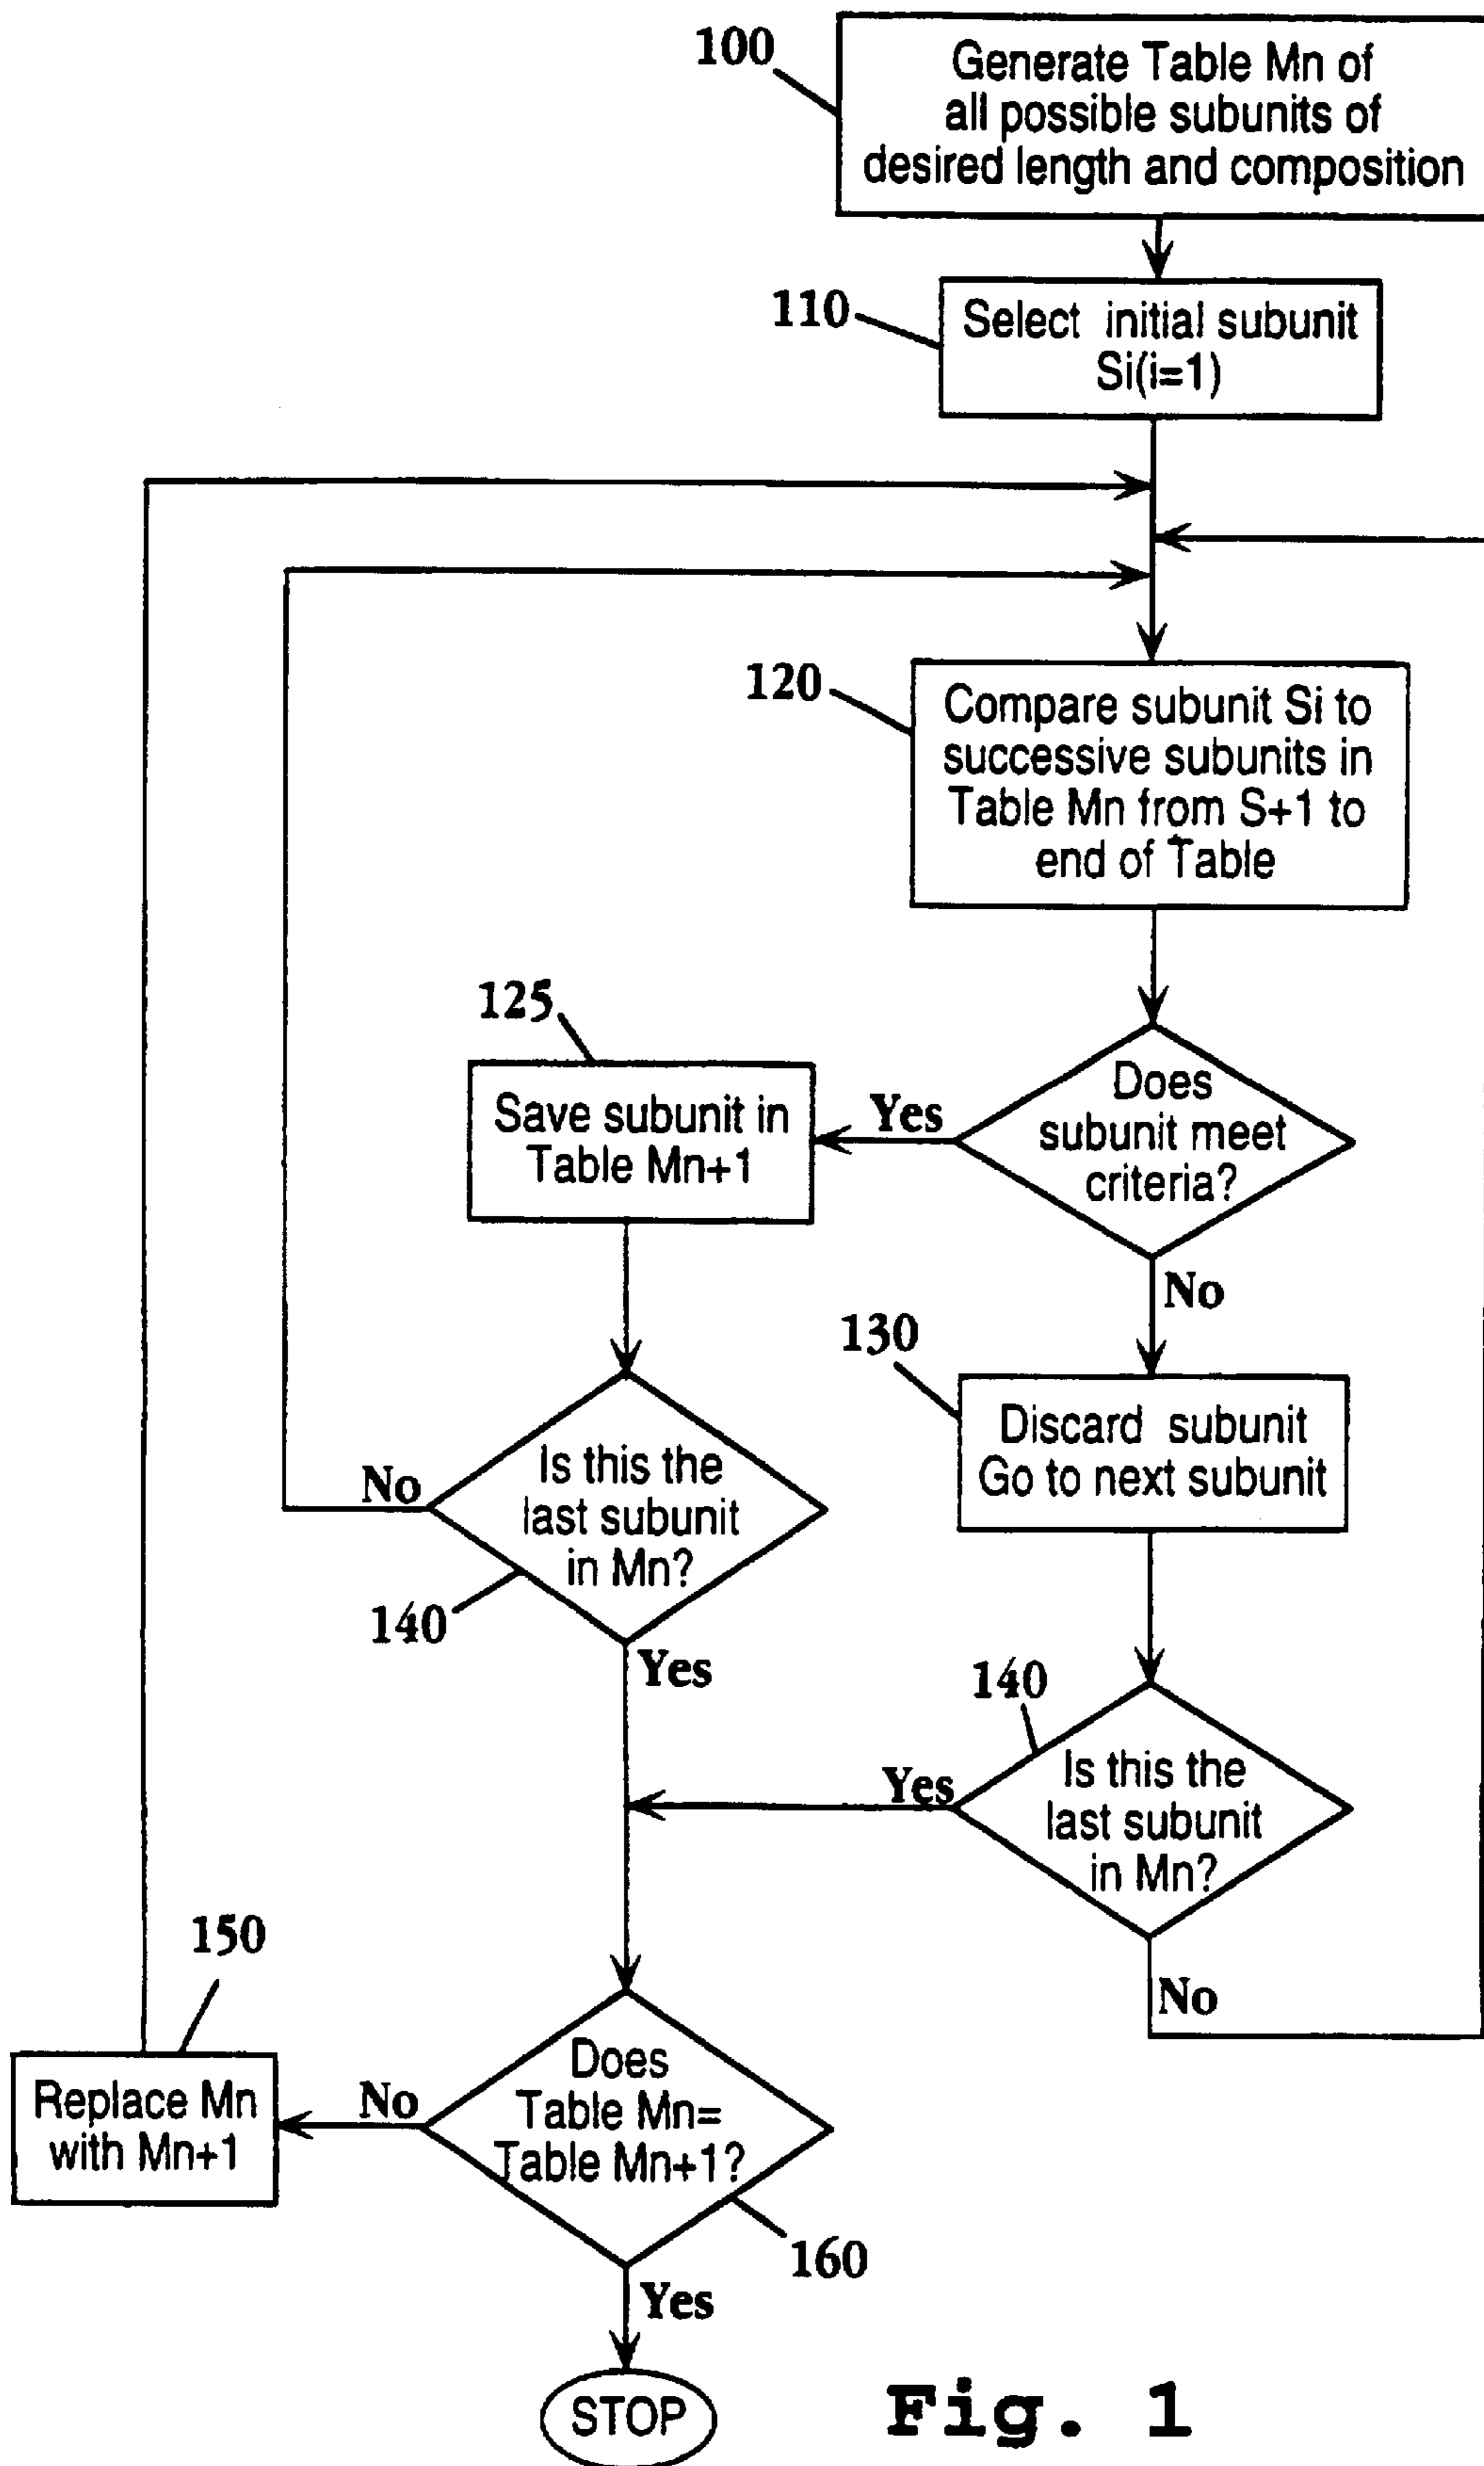 100
Generate Table Mn of
all possible subunits of
desired length and composition
110
Select initial subunit
Si(i=1)
120
Compare subunit Si to
successive subunits in
Table Mn from S+1 to
end of Table
125
Save subunit in
Table Mn+1
Yes
Does
subunit meet
criteria?
No
130
Discard subunit
Go to next subunit
No
Is this the
last subunit
in Mn?
140
Yes
140
Yes
Is this the
last subunit
in Mn?
No
150
Replace Mn
with Mn+1
No
Does
Table Mn=
Table Mn+1?
160
Yes
STOP
Fig. 1